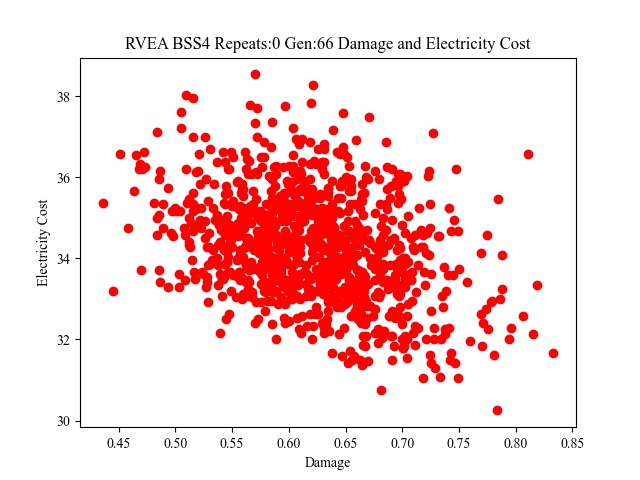 RVEA BSS4 Repeats:0 Gen:66 Damage and Electricity Cost
Electricity Cost
38
36
34
32
30
0.45 0.50 0.55 0.60 0.65 0.70 0.75 0.80 0.85
Damage